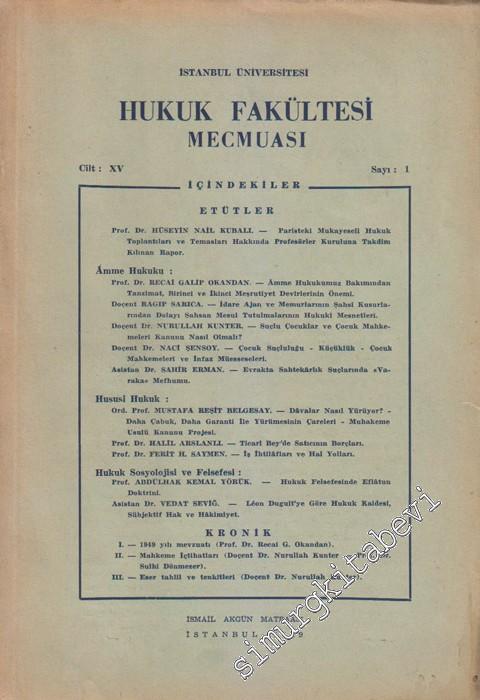 İSTANBUL ÜNİVERSİTESİ
HUKUK FAKÜLTESİ
MECMUASI
Cilt : XV Sayı : 1
İÇİNDEKİLER
ETÜTLER
Prof. Dr. HÜSEYİN NAİL KUBALI. — Paristeki Mukayeseli Hukuk
Toplantıları ve Temasları Hakkında Profesörler Kuruluna Takdim
Kılınan Rapor.
Âmme Hukuku :
Prof. Dr. RECAİ GALİP OKANDAN. — Âmme Hukukumuz Bakımından
Tanzimat, Birinci ve İkinci Meşrutiyet Devirlerinin Önemi.
Doçent RAGIP SARICA. — İdare Ajan ve Memurlarının Şahsi Kusurla-
rından Dolayı Şahsan Mesul Tutulmalarının Hukuki Mesnetleri.
Doçent Dr. NURULLAH KUNTER. — Suçlu Çocuklar ve Çocuk Mahke-
meleri Kanunu Nasıl Olmalı?
Doçent Dr. NACİ ŞENSOY. — Çocuk Suçluluğu - Küçüklük - Çocuk
Mahkemeleri ve İnfaz Müesseseleri.
Asistan Dr. SAHİR ERMAN. — Evrakta Sahtekârlık Suçlarında «Va-
raka» Mefhumu.
Hususi Hukuk :
Ord. Prof. MUSTAFA REŞİT BELGESAY. — Dâvalar Nasıl Yürüyor? -
Daha Çabuk, Daha Garanti İle Yürümesinin Çareleri - Muhakeme
Usulü Kanunu Projesi.
Prof. Dr. HALİL ARSLANLI. — Ticari Bey'de Satıcının Borçları.
Prof. Dr. FERİT H. SAYMEN. — İş İhtilâfları ve Hal Yolları.
Hukuk Sosyolojisi ve Felsefesi :
Prof. ABDÜLHAK KEMAL YÖRÜK. — Hukuk Felsefesinde Eflâtun
Doktrini.
Asistan Dr. VEDAT SEVİĞ. — Léon Duguit'ye Göre Hukuk Kaidesi,
Sübjektif Hak ve Hâkimiyet.
KRONİK
I. — 1949 yılı mevzuatı (Prof. Dr. Recai G. Okandan).
II. — Mahkeme İçtihatları (Doçent Dr. Nurullah Kunter
Sulhi Dönmezer).
III. — Eser tahlil ve tenkitleri (Doçent Dr. Nurullah Kunter).
İSMAİL AKGÜN
İSTANBUL
simurgkitabevi.com